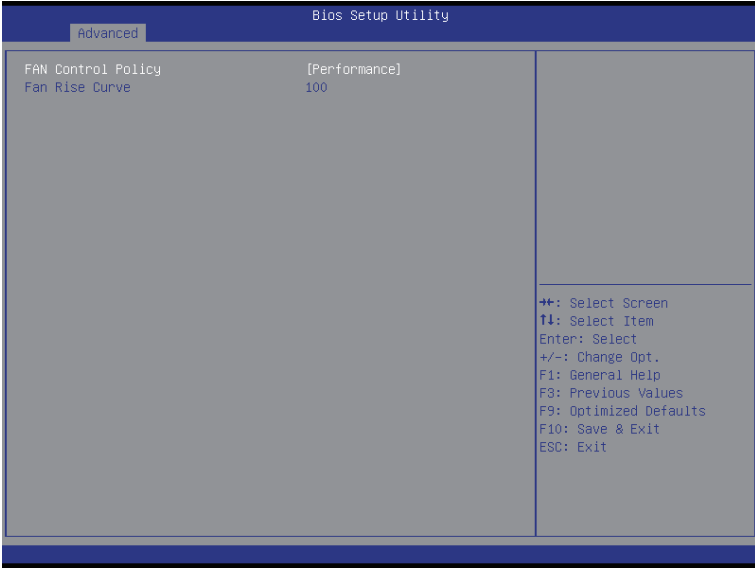 Bios Setup Utility
Advanced
FAN Control Policy [Performance]
Fan Rise Curve 100
→←: Select Screen
↑↓: Select Item
Enter: Select
+/-: Change Opt.
F1: General Help
F3: Previous Values
F9: Optimized Defaults
F10: Save & Exit
ESC: Exit